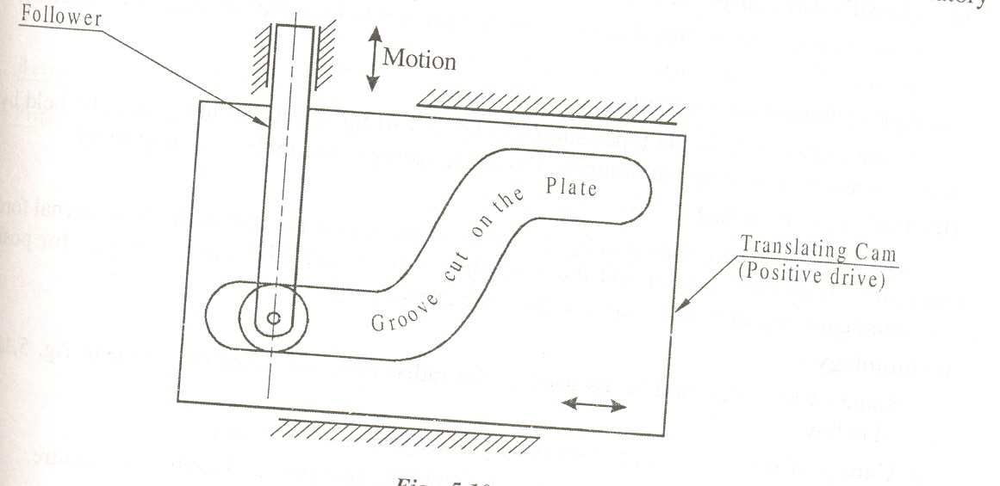 Follower
Motion
Groove cut on the Plate
Translating Cam
(Positive drive)